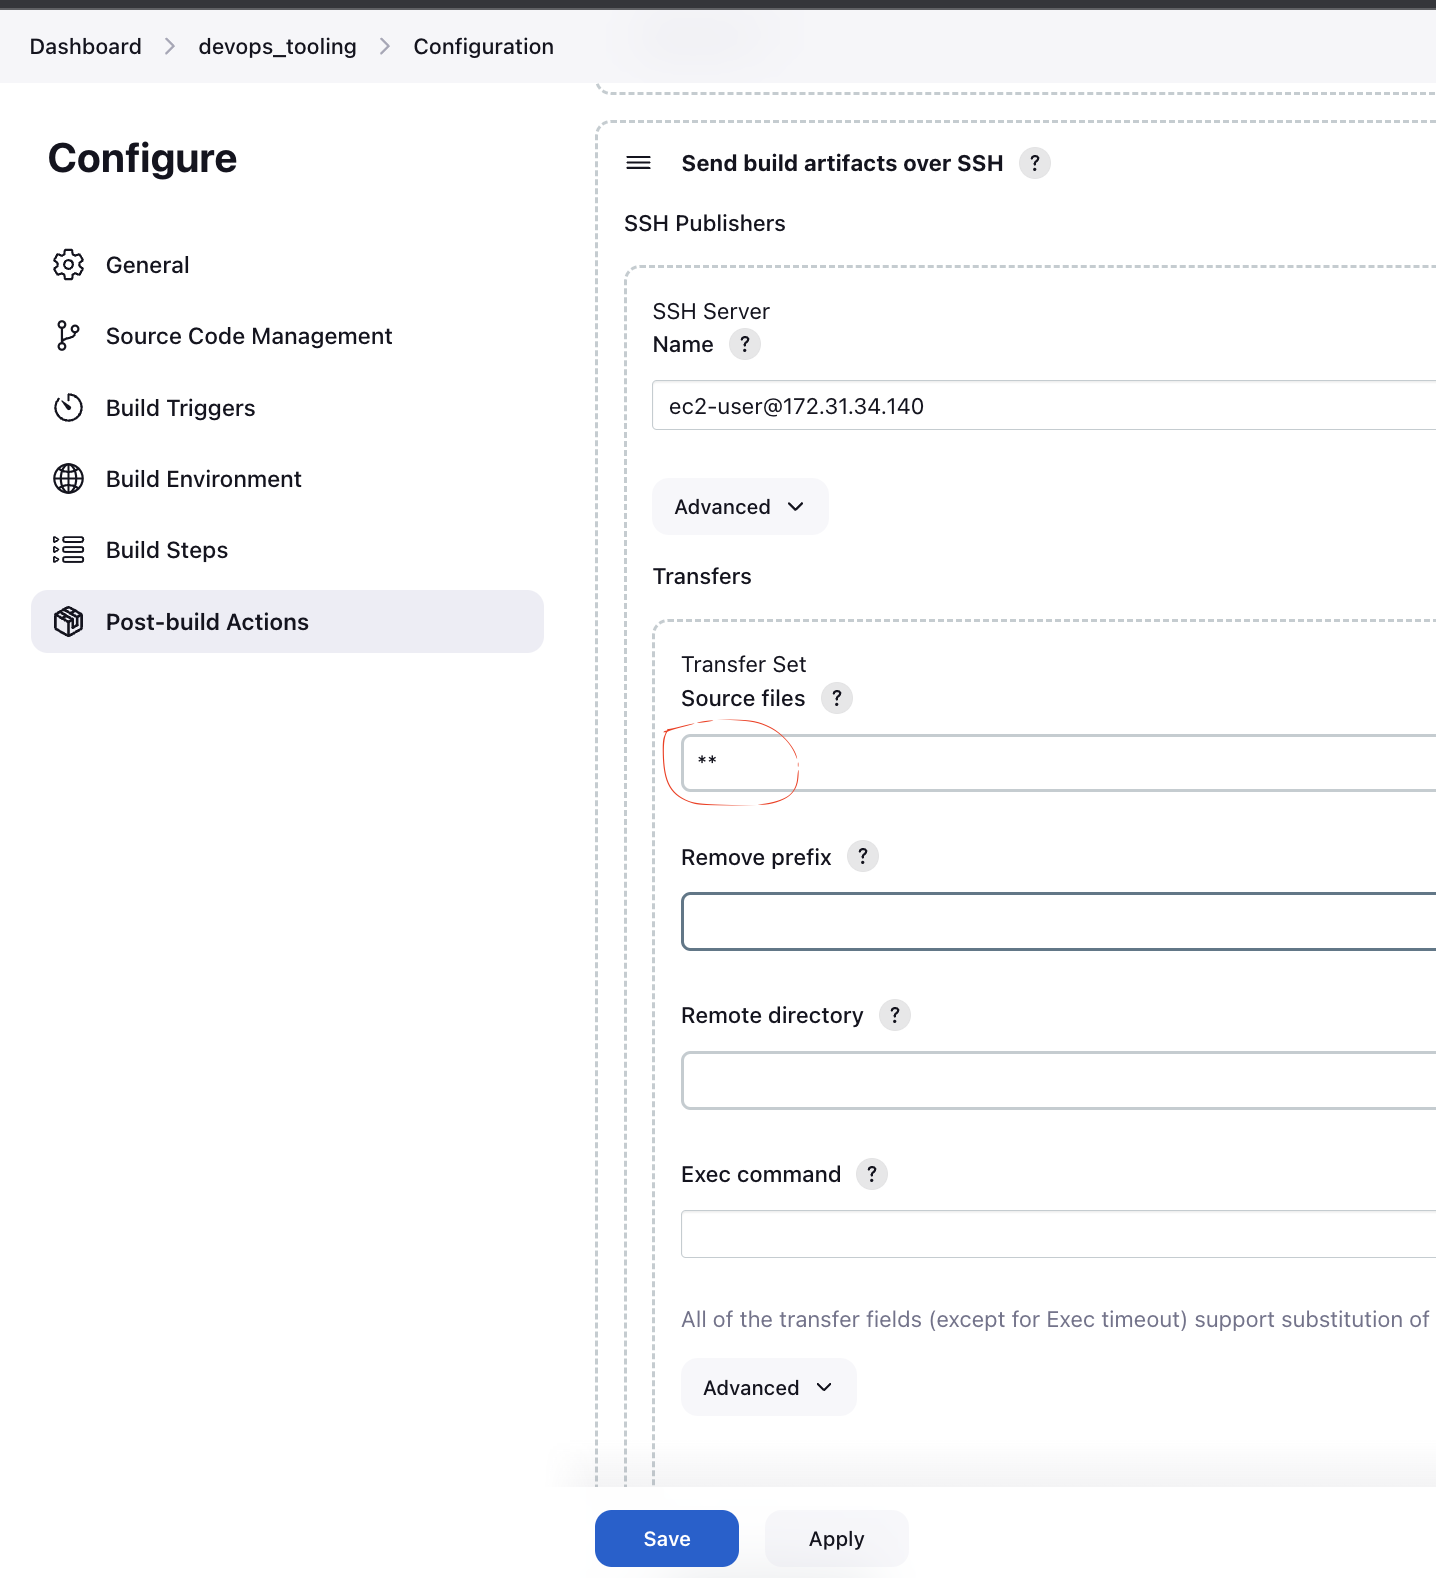 Dashboard > devops_tooling > Configuration
Configure
General
Source Code Management
Build Triggers
Build Environment
Build Steps
Post-build Actions
Send build artifacts over SSH ?
SSH Publishers
SSH Server
Name ?
ec2-user@172.31.34.140
Advanced
Transfers
Transfer Set
Source files ?
**
Remove prefix ?
Remote directory ?
Exec command ?
All of the transfer fields (except for Exec timeout) support substitution of
Advanced
Save Apply